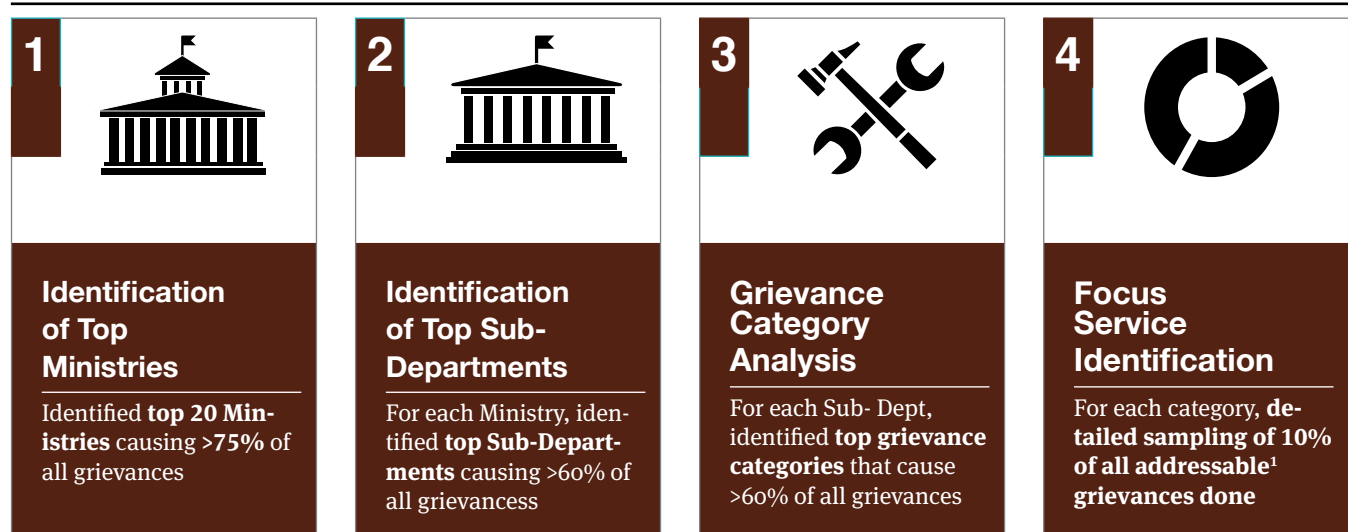 1
Identification
of Top
Ministries
Identified top 20 Min-
istries causing >75% of
all grievances
2
Identification
of Top Sub-
Departments
For each Ministry, iden-
tified top Sub-Depart-
ments causing >60% of
all grievancess
3
Grievance
Category
Analysis
For each Sub- Dept,
identified top grievance
categories that cause
>60% of all grievances
4
Focus
Service
Identification
For each category, de-
tailed sampling of 10%
of all addressable¹
grievances done